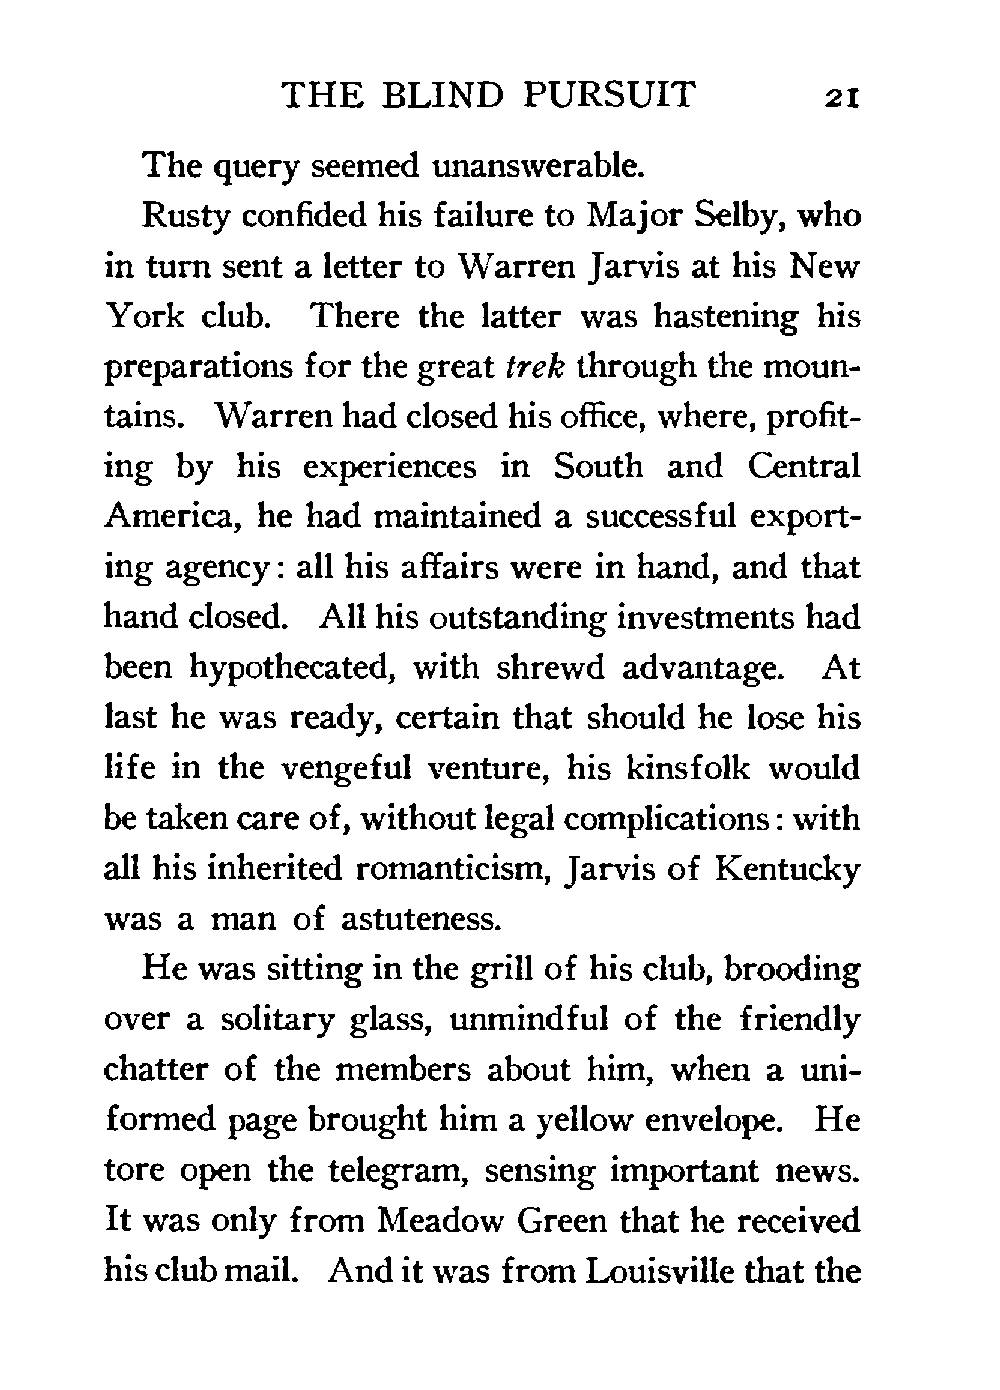 THE BLIND PURSUIT 21
The query seemed unanswerable.
Rusty confided his failure to Major Selby, who
in turn sent a letter to Warren Jarvis at his New
York club. There the latter was hastening his
preparations for the great trek through the moun-
tains. Warren had closed his office, where, profit-
ing by his experiences in South and Central
America, he had maintained a successful export-
ing agency: all his affairs were in hand, and that
hand closed. All his outstanding investments had
been hypothecated, with shrewd advantage. At
last he was ready, certain that should he lose his
life in the vengeful venture, his kinsfolk would
be taken care of, without legal complications: with
all his inherited romanticism, Jarvis of Kentucky
was a man of astuteness.
He was sitting in the grill of his club, brooding
over a solitary glass, unmindful of the friendly
chatter of the members about him, when a uni-
formed page brought him a yellow envelope. He
tore open the telegram, sensing important news.
It was only from Meadow Green that he received
his club mail. And it was from Louisville that the